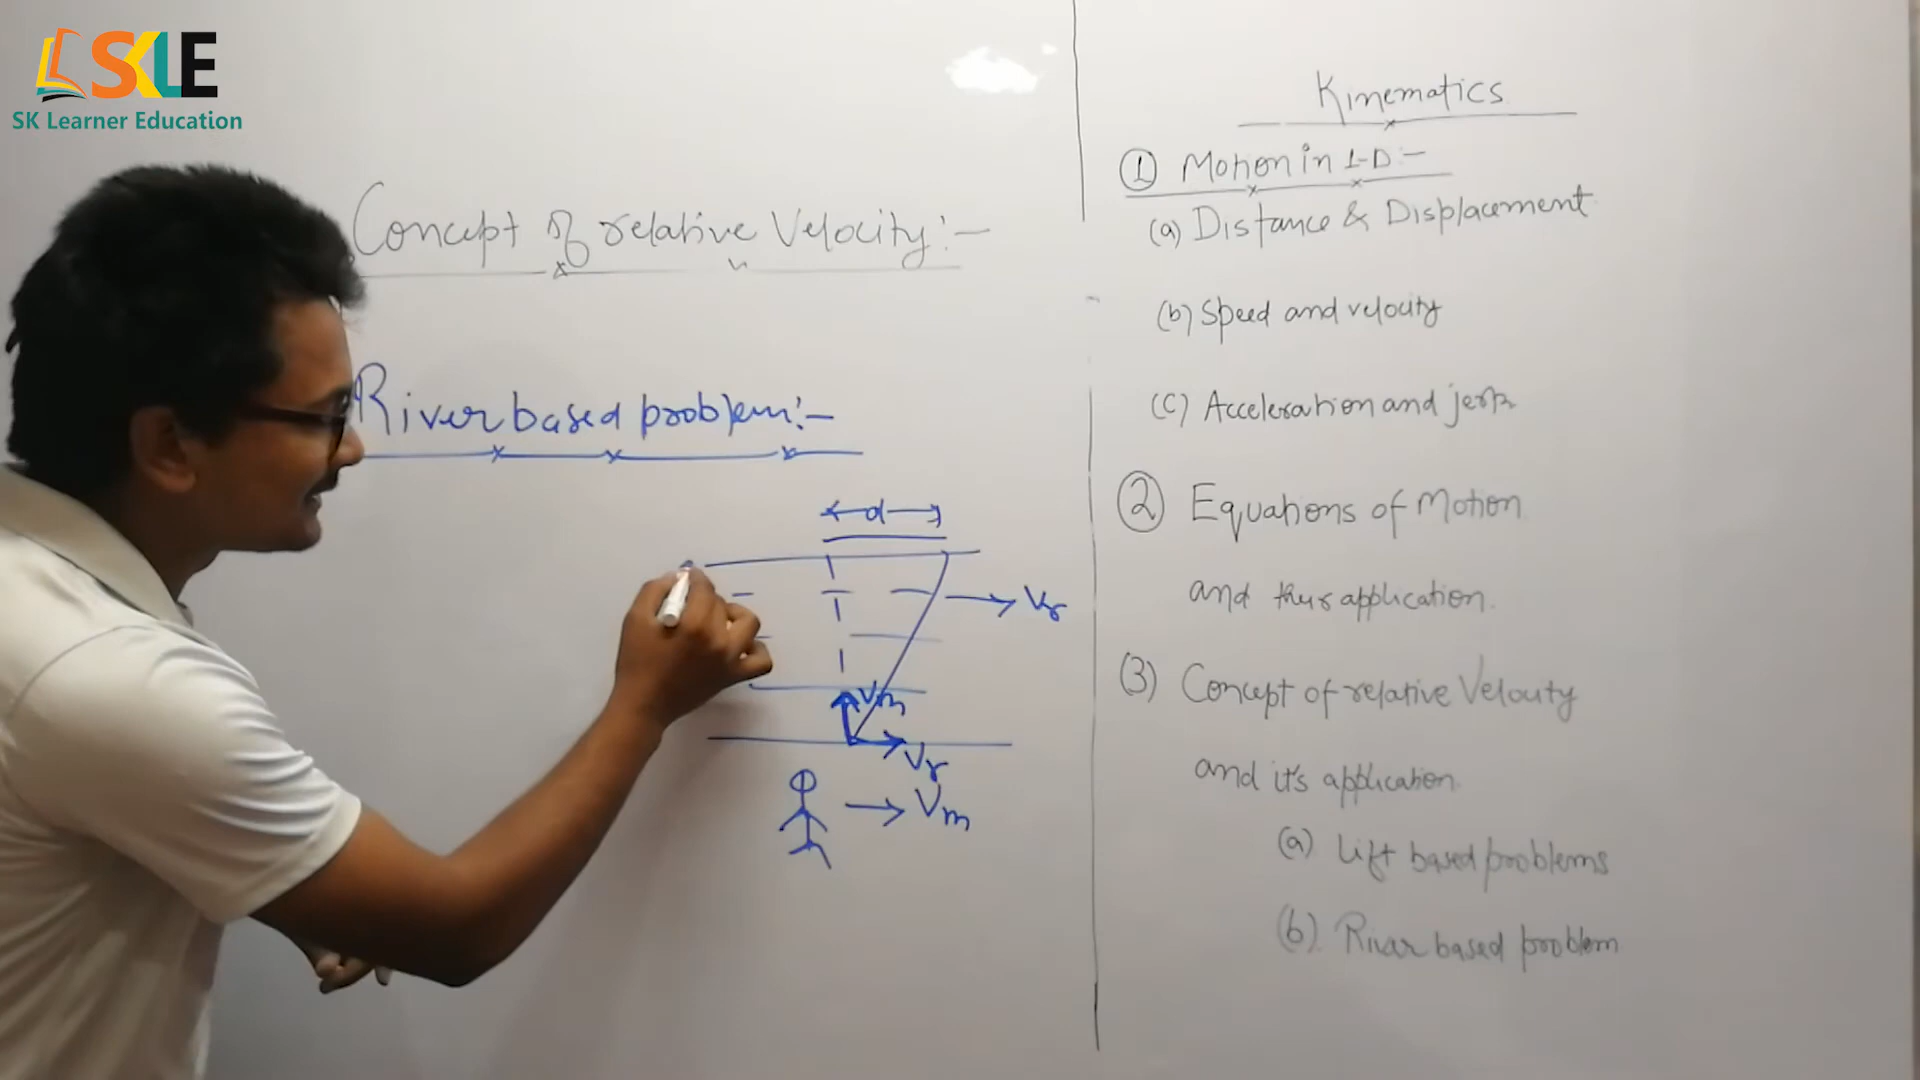 SKLE
SK Learner Education
Concept of relative Velocity:-
River based problem:-
d
Vr
Vm
Vr
Vm
Kinematics
① Motion in 1-D:-
(a) Distance & Displacement
(b) Speed and velocity
(c) Acceleration and jerk
② Equations of Motion
and their application.
(3) Concept of relative Velocity
and it's application.
(a) Lift based problems
(b). River based problem